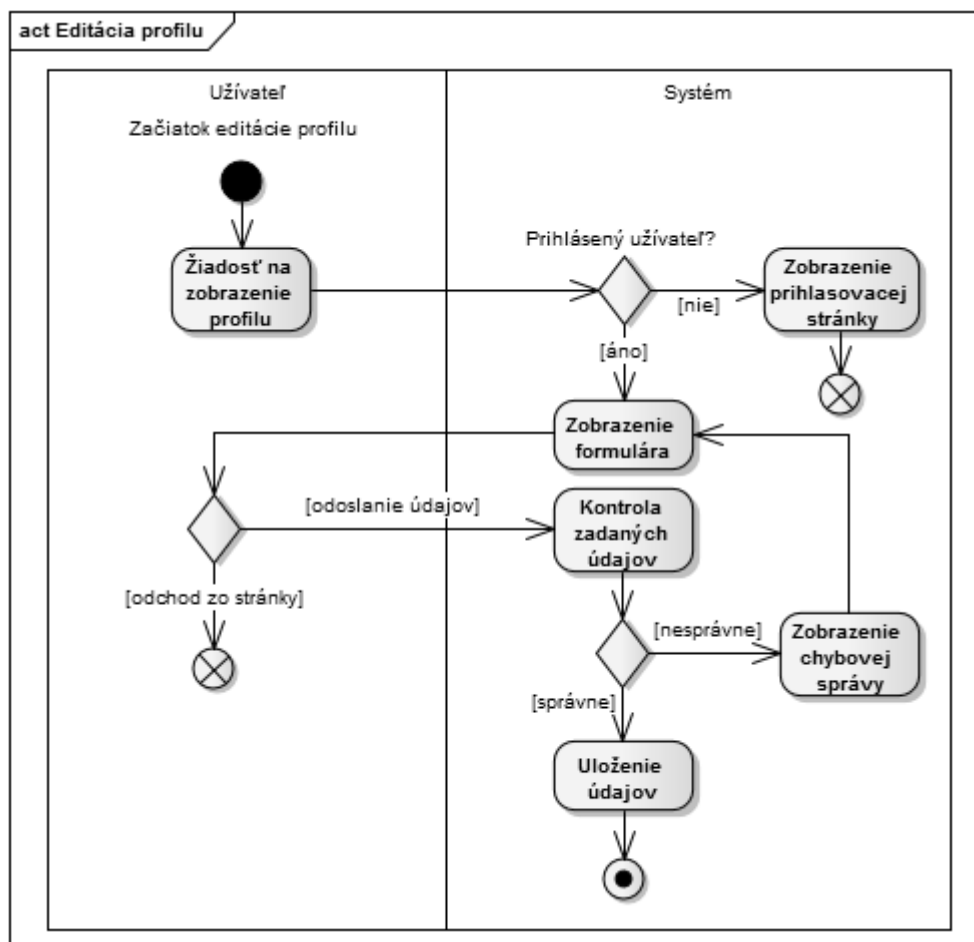 act Editácia profilu
Užívateľ
Systém
Začiatok editácie profilu
Prihlásený užívateľ?
Žiadosť na
zobrazenie
profilu
Zobrazenie
prihlasovacej
stránky
[nie]
[áno]
Zobrazenie
formulára
[odoslanie údajov]
Kontrola
zadaných
údajov
[odchod zo stránky]
[nesprávne]
Zobrazenie
chybovej
správy
[správne]
Uloženie
údajov